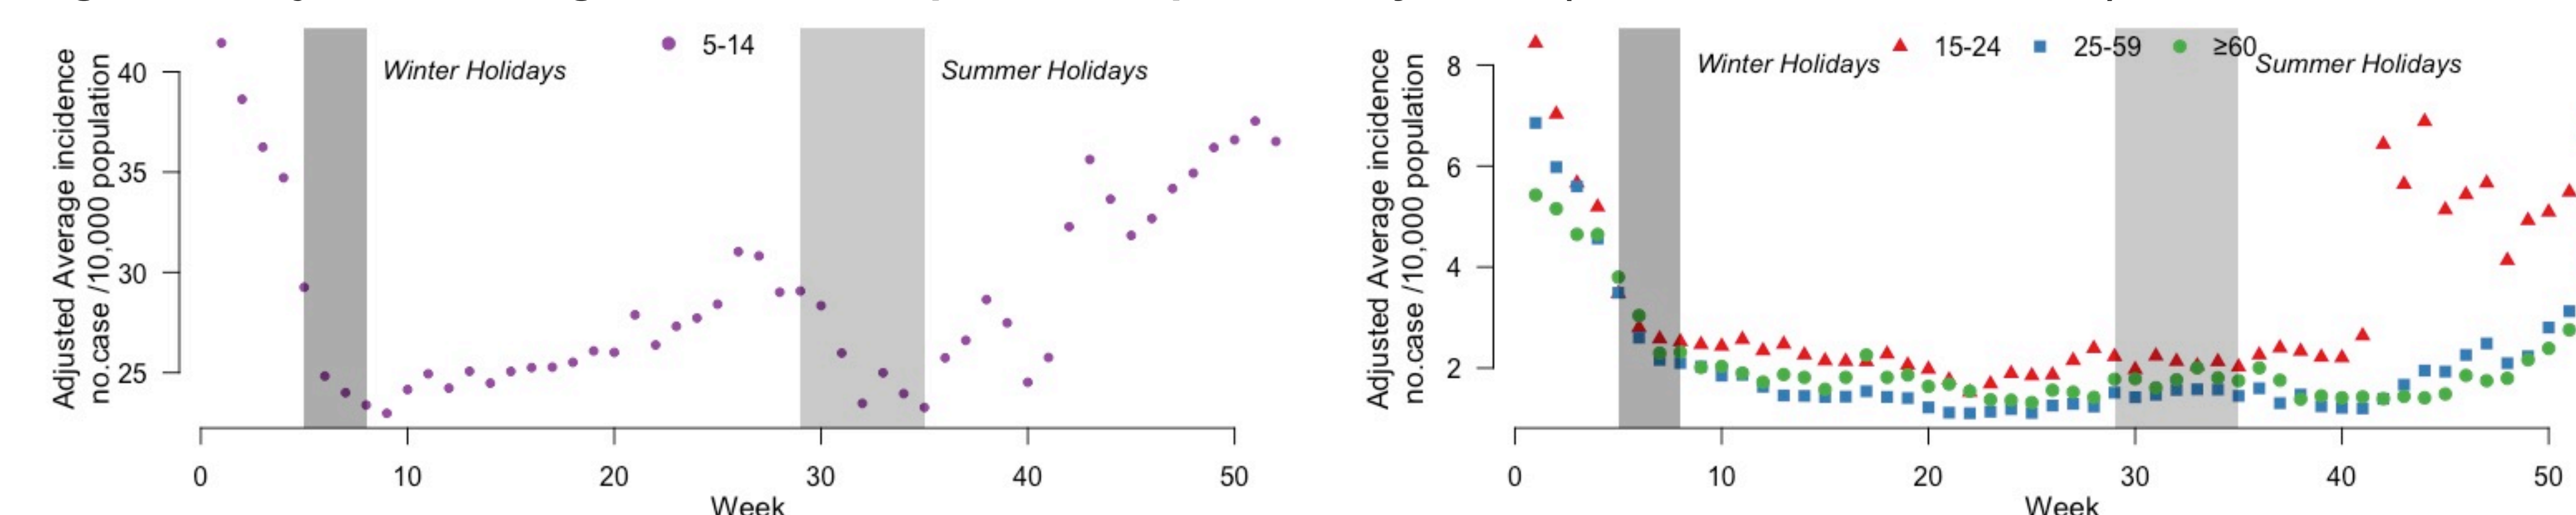 Adjusted Average incidence
no.case /10,000 population
40
35
30
25
Winter Holidays
5-14
Summer Holidays
0 10 20 30 40 50
Week
Adjusted Average incidence
no.case /10,000 population
8
6
4
2
Winter Holidays
15-24 25-59 ≥60
Summer Holidays
0 10 20 30 40 50
Week